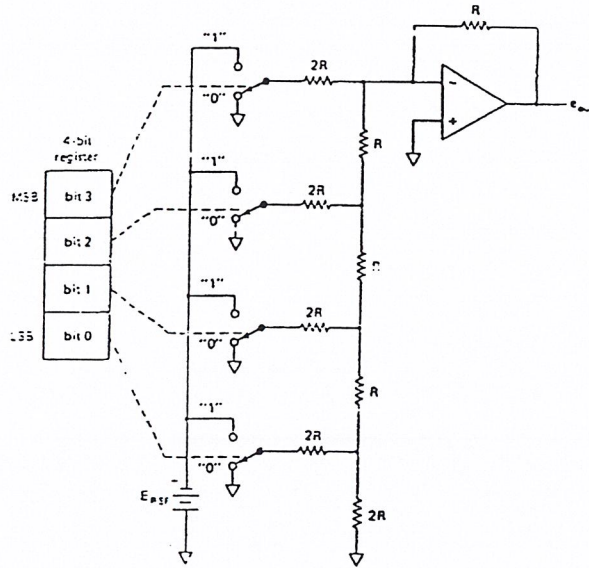 R
"1"
2R
"0"
e
4-bit
register
R
"1"
MSB
bit 3
2R
"0"
bit 2
"1"
bit 1
2R
bit 0
"0"
R
"1"
2R
"0"
2R